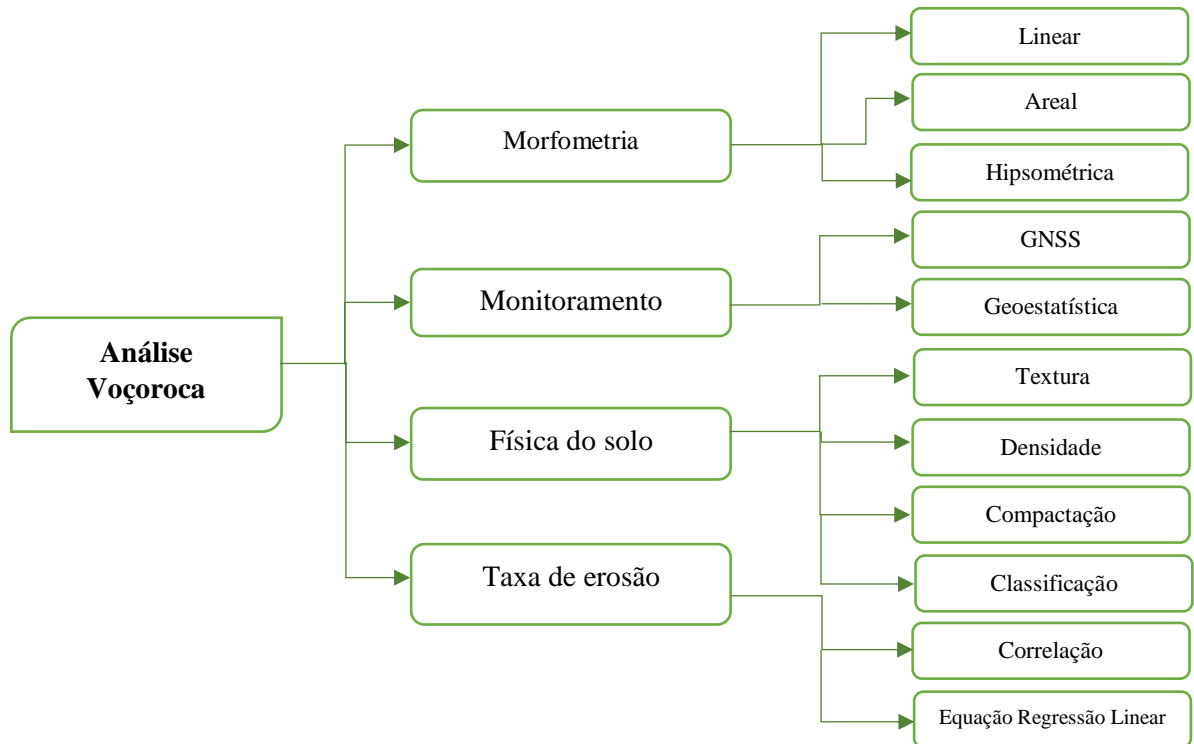 Análise
Voçoroca
Morfometria
Linear
Areal
Hipsométrica
Monitoramento
GNSS
Geoestatística
Física do solo
Textura
Densidade
Compactação
Classificação
Taxa de erosão
Correlação
Equação Regressão Linear